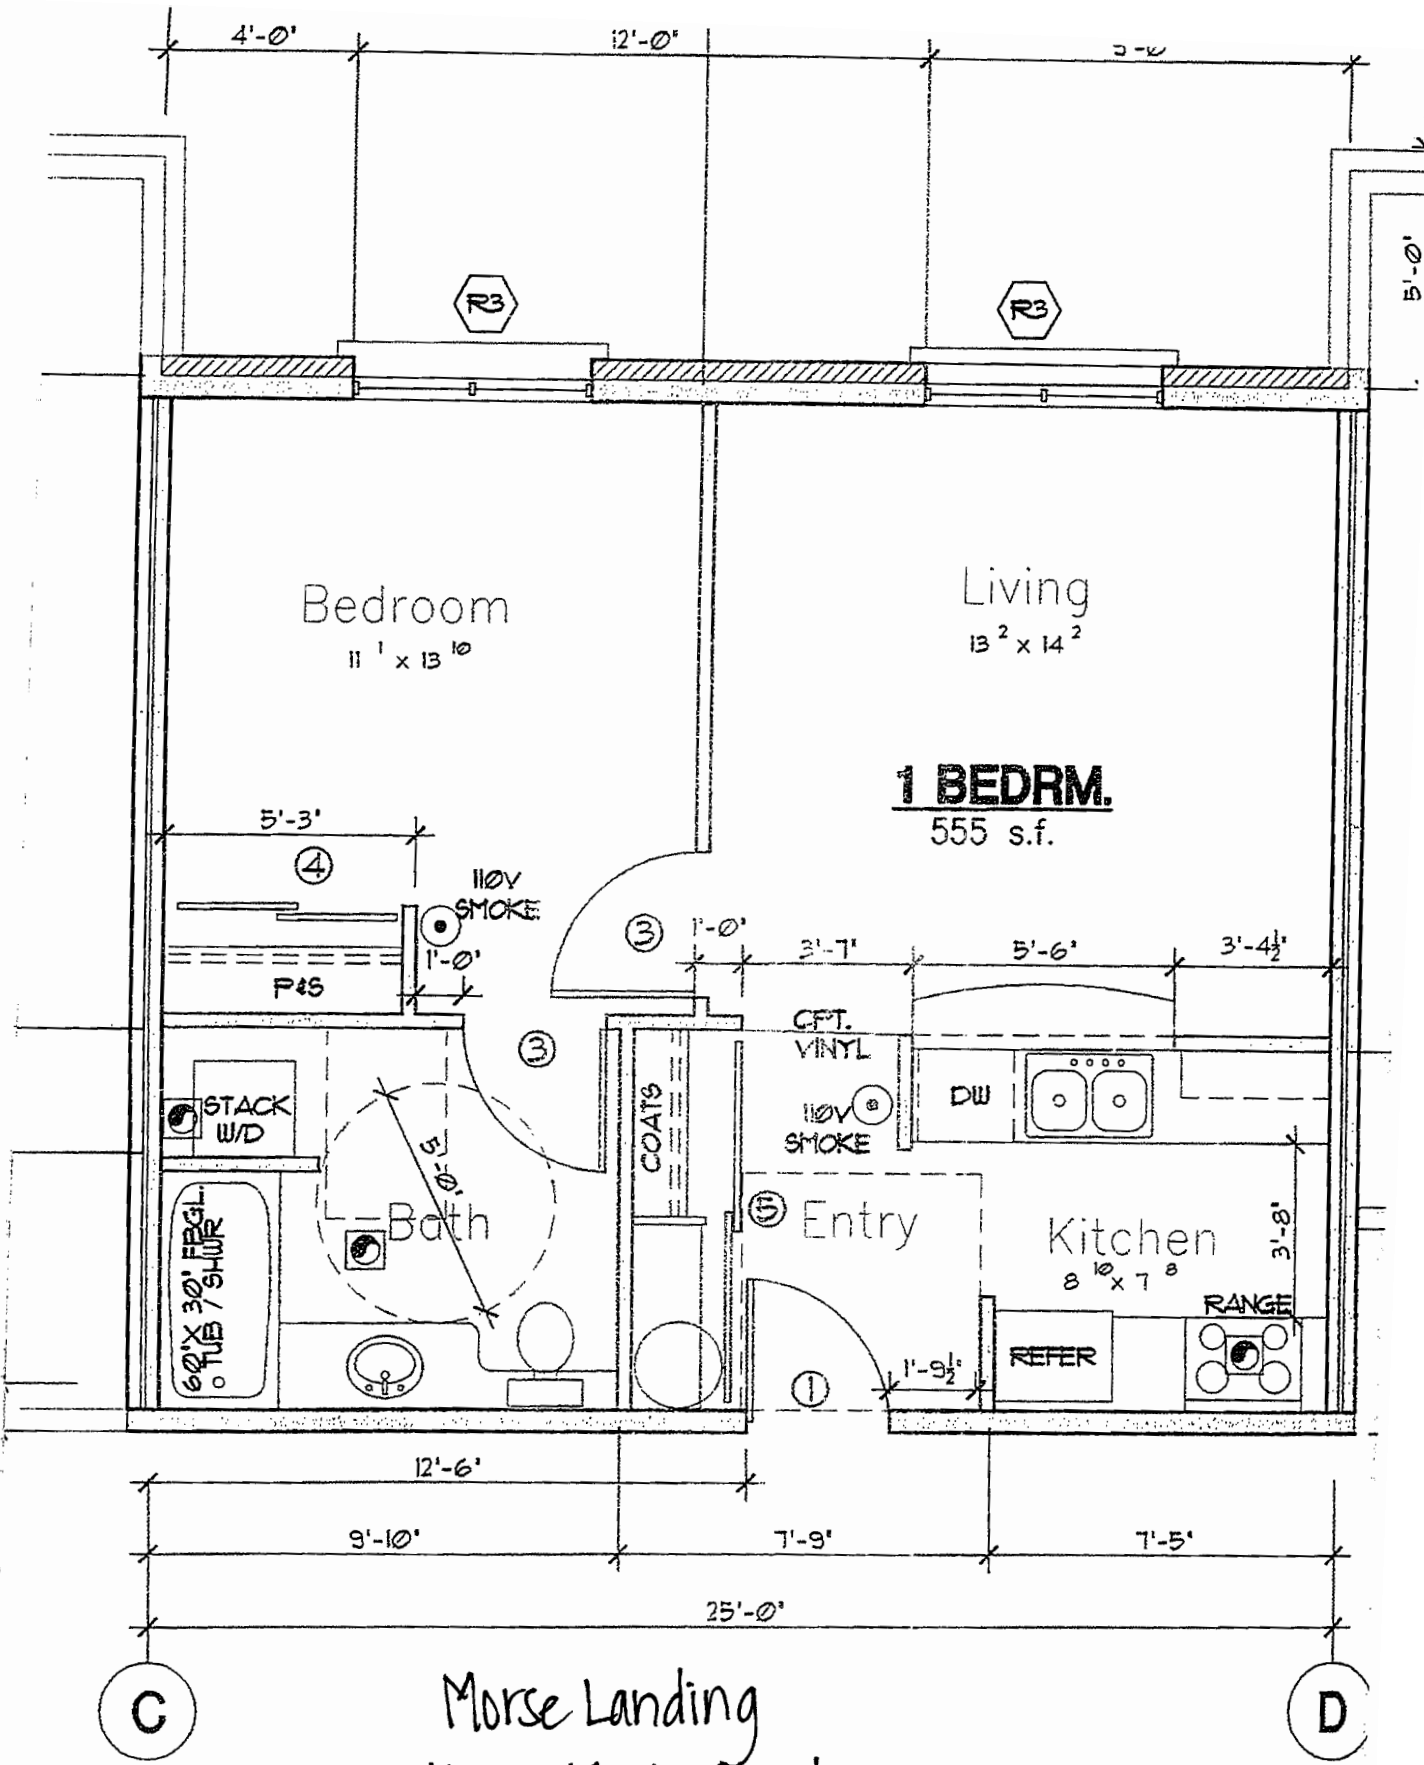 4'-0"
12'-0"
5'-0"
R3
R3
Bedroom
11 1 x 13 10
Living
13 2 x 14 2
1 BEDRM.
555 s.f.
5'-3"
4
110V
SMOKE
3
1'-0"
1'-0"
3'-7"
5'-6"
3'-4½"
P&S
3
CPT.
VINYL
STACK
W/D
COATS
110V
SMOKE
DW
5'-0"
Bath
5
Entry
Kitchen
8 10 x 7 8
3'-8"
60"X 30" FBGL.
TUB / SHWR
RANGE
REFER
1
1'-9½"
12'-6"
9'-10"
7'-9"
7'-5"
25'-0"
C
Morse Landing
D